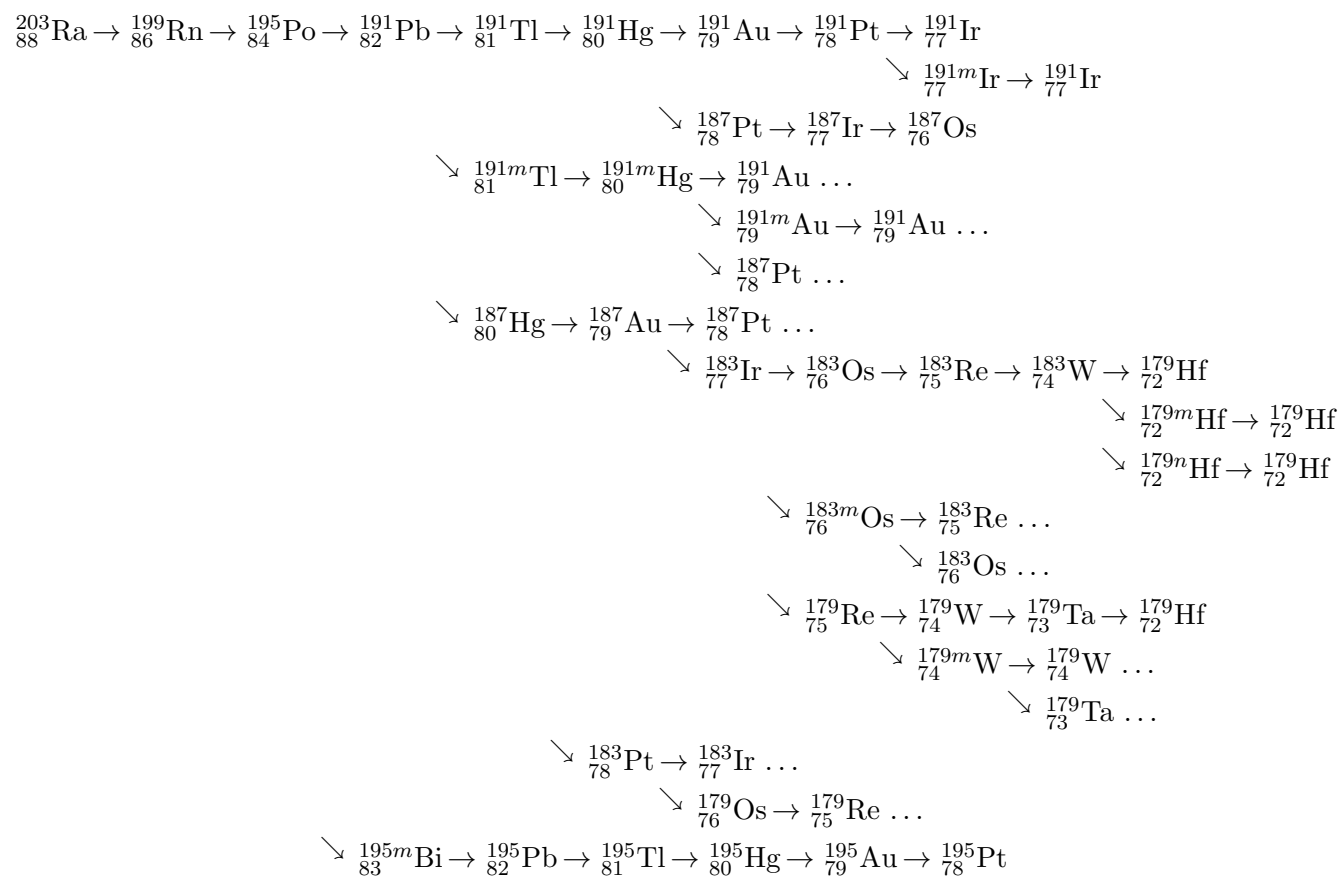 ²⁰³₈₈Ra → ¹⁹⁹₈₆Rn → ¹⁹⁵₈₄Po → ¹⁹¹₈₂Pb → ¹⁹¹₈₁Tl → ¹⁹¹₈₀Hg → ¹⁹¹₇₉Au → ¹⁹¹₇₈Pt → ¹⁹¹₇₇Ir
↘ ¹⁹¹ᵐ₇₇Ir → ¹⁹¹₇₇Ir
↘ ¹⁸⁷₇₈Pt → ¹⁸⁷₇₇Ir → ¹⁸⁷₇₆Os
↘ ¹⁹¹ᵐ₈₁Tl → ¹⁹¹ᵐ₈₀Hg → ¹⁹¹₇₉Au …
↘ ¹⁹¹ᵐ₇₉Au → ¹⁹¹₇₉Au …
↘ ¹⁸⁷₇₈Pt …
↘ ¹⁸⁷₈₀Hg → ¹⁸⁷₇₉Au → ¹⁸⁷₇₈Pt …
↘ ¹⁸³₇₇Ir → ¹⁸³₇₆Os → ¹⁸³₇₅Re → ¹⁸³₇₄W → ¹⁷⁹₇₂Hf
↘ ¹⁷⁹ᵐ₇₂Hf → ¹⁷⁹₇₂Hf
↘ ¹⁷⁹ⁿ₇₂Hf → ¹⁷⁹₇₂Hf
↘ ¹⁸³ᵐ₇₆Os → ¹⁸³₇₅Re …
↘ ¹⁸³₇₆Os …
↘ ¹⁷⁹₇₅Re → ¹⁷⁹₇₄W → ¹⁷⁹₇₃Ta → ¹⁷⁹₇₂Hf
↘ ¹⁷⁹ᵐ₇₄W → ¹⁷⁹₇₄W …
↘ ¹⁷⁹₇₃Ta …
↘ ¹⁸³₇₈Pt → ¹⁸³₇₇Ir …
↘ ¹⁷⁹₇₆Os → ¹⁷⁹₇₅Re …
↘ ¹⁹⁵ᵐ₈₃Bi → ¹⁹⁵₈₂Pb → ¹⁹⁵₈₁Tl → ¹⁹⁵₈₀Hg → ¹⁹⁵₇₉Au → ¹⁹⁵₇₈Pt